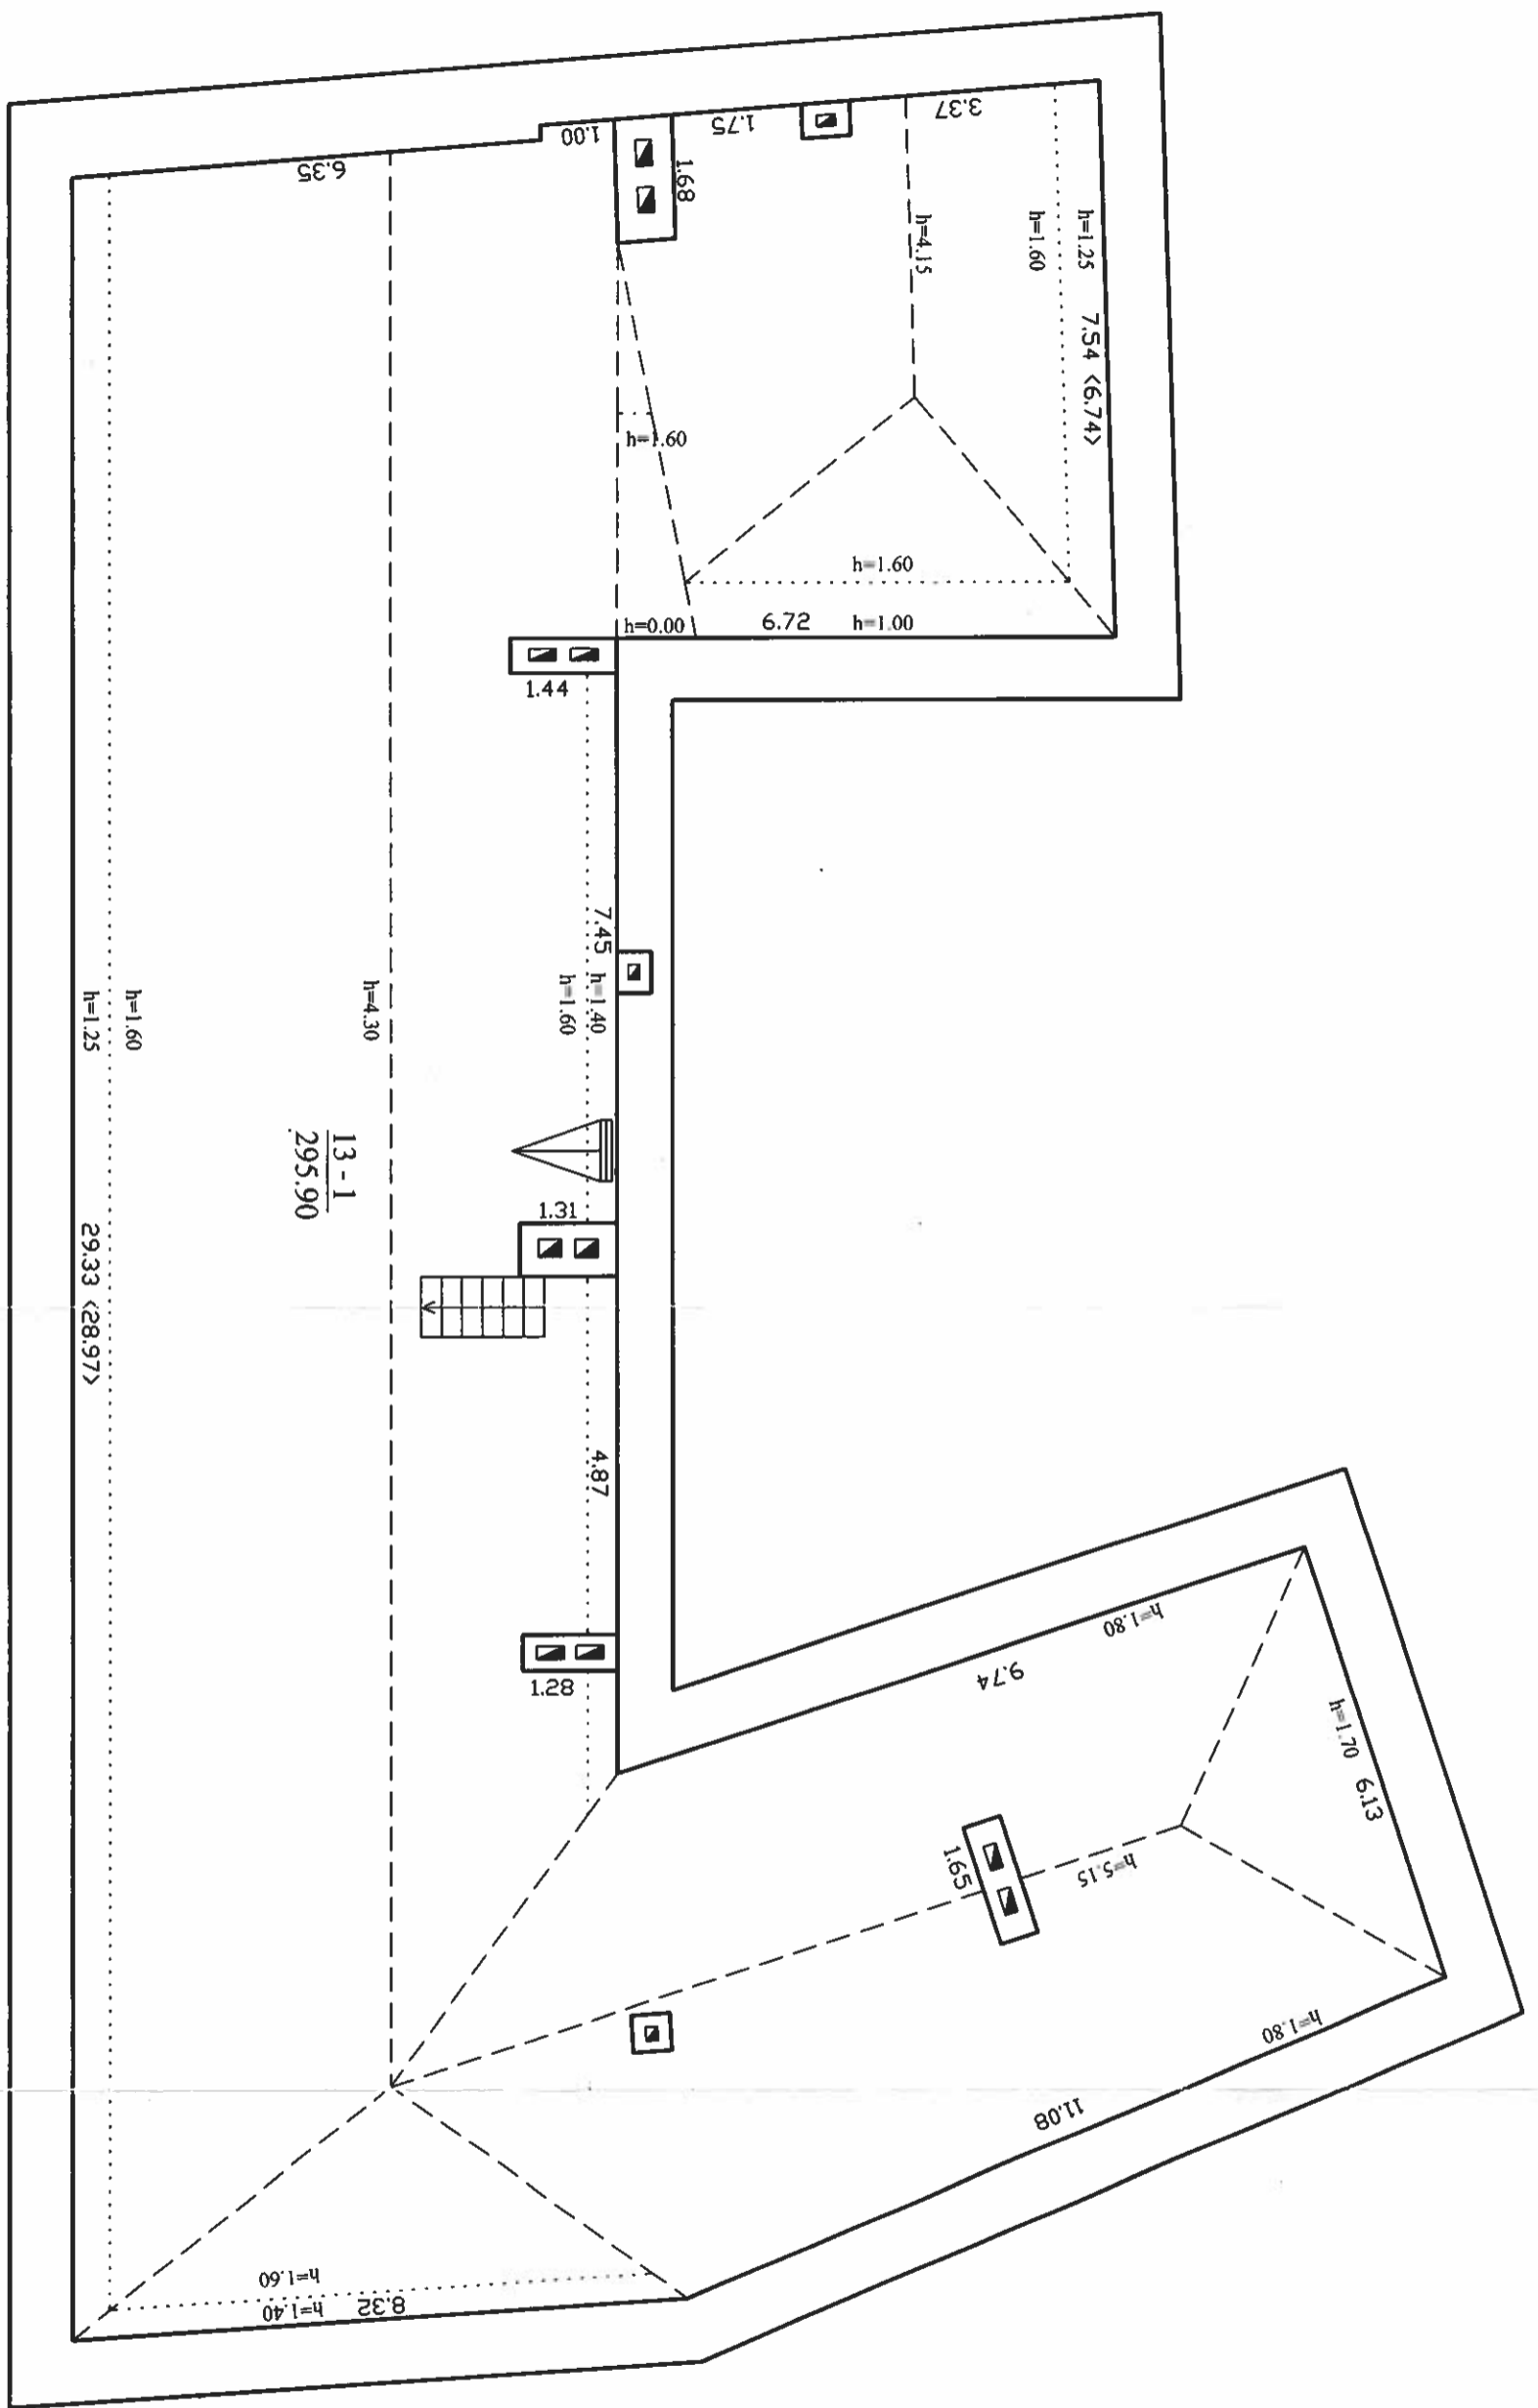 3.37
1.75
1.00
6.35
1.68
h=4.15
h=1.60
h=1.25
7.54 <6.74>
h=1.60
h=1.60
h=0.00
6.72
h=1.00
1.44
7.45
h=1.40
h=1.60
h=4.30
h=1.60
h=1.25
13 - 1
295.90
1.31
29.33 <28.97>
4.87
1.28
h=1.80
9.74
h=1.70
6.13
1.65
h=5.15
h=1.80
11.08
h=1.60
h=1.40
8.32